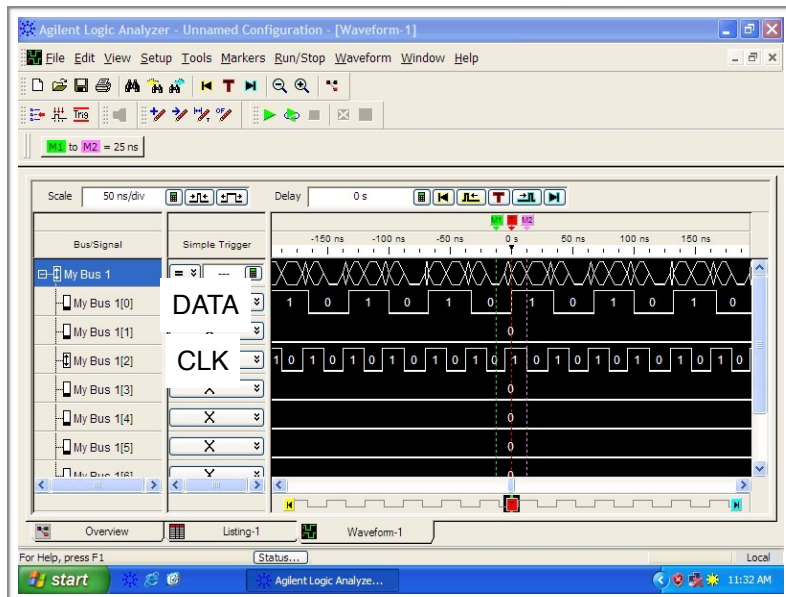 Agilent Logic Analyzer - Unnamed Configuration - [Waveform-1]
File Edit View Setup Tools Markers Run/Stop Waveform Window Help
T
Trig
M1 to M2 = 25 ns
Scale 50 ns/div Delay 0 s T
M1 T M2
Bus/Signal Simple Trigger -150 ns -100 ns -50 ns 0 s 50 ns 100 ns 150 ns
My Bus 1 = ---
My Bus 1[0] DATA 1 0 1 0 1 0 1 0 1 0 1 0
My Bus 1[1] 0
My Bus 1[2] CLK 1 0 1 0 1 0 1 0 1 0 1 0 1 0 1 0 1 0 1 0 1 0 1 0
My Bus 1[3] X 0
My Bus 1[4] X 0
My Bus 1[5] X 0
My Bus 1[6] X 0
T
Overview Listing-1 Waveform-1
For Help, press F1 Status... Local
start Agilent Logic Analyze... 11:32 AM